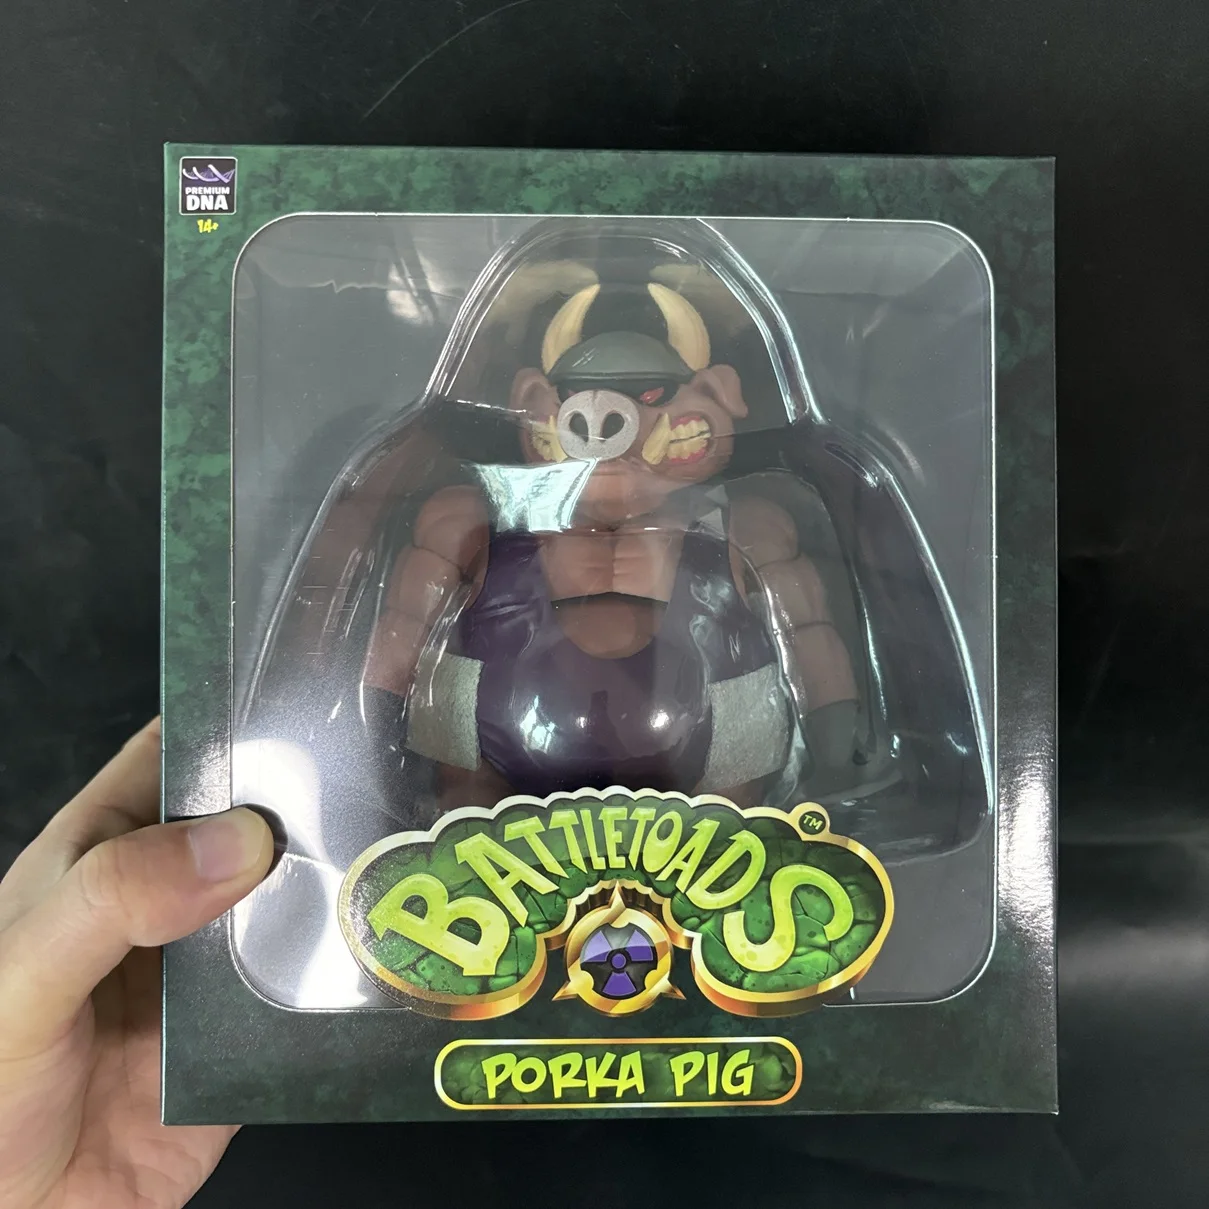 PREMIUM
DNA
14+
BATTLETOADS
TM
PORKA PIG